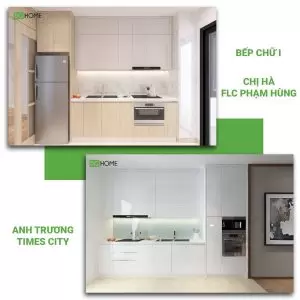 HOME
BẾP CHỮ I
CHỊ HÀ
FLC PHẠM HÙNG
HOME
ANH TRƯƠNG
TIMES CITY